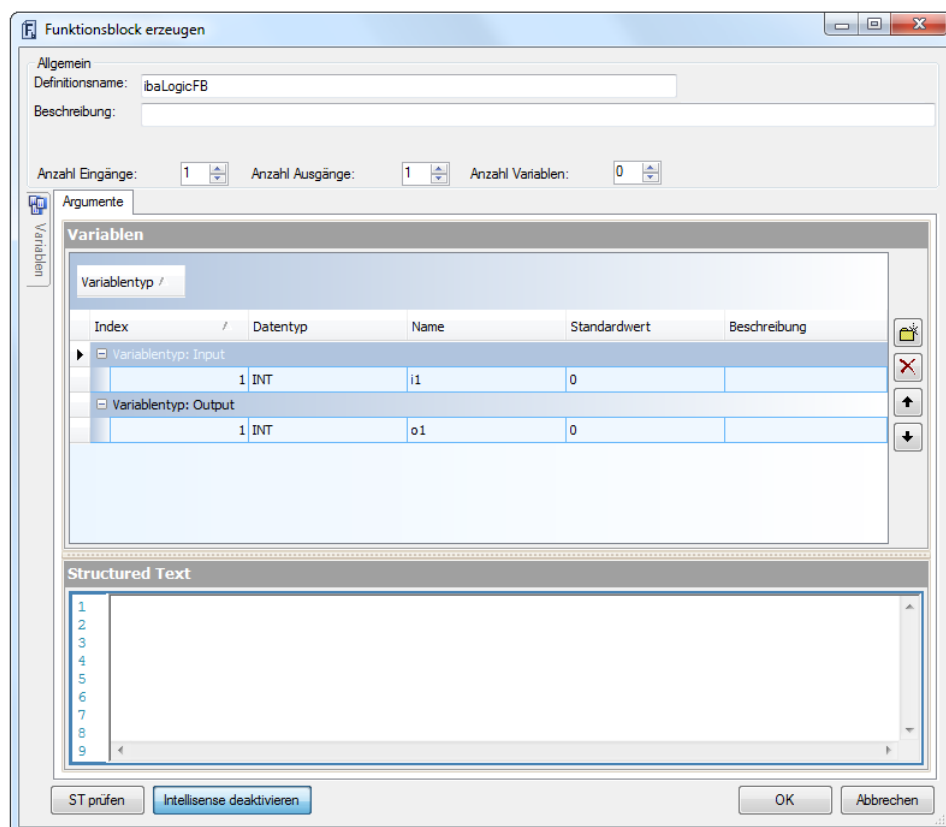 Funktionsblock erzeugen
Allgemein
Definitionsname: ibaLogicFB
Beschreibung:
Anzahl Eingänge: 1 Anzahl Ausgänge: 1 Anzahl Variablen: 0
Variablen
Argumente
Variablen
Variablentyp
Index Datentyp Name Standardwert Beschreibung
Variablentyp: Input
1 INT i1 0
Variablentyp: Output
1 INT o1 0
Structured Text
1
2
3
4
5
6
7
8
9
ST prüfen Intellisense deaktivieren OK Abbrechen